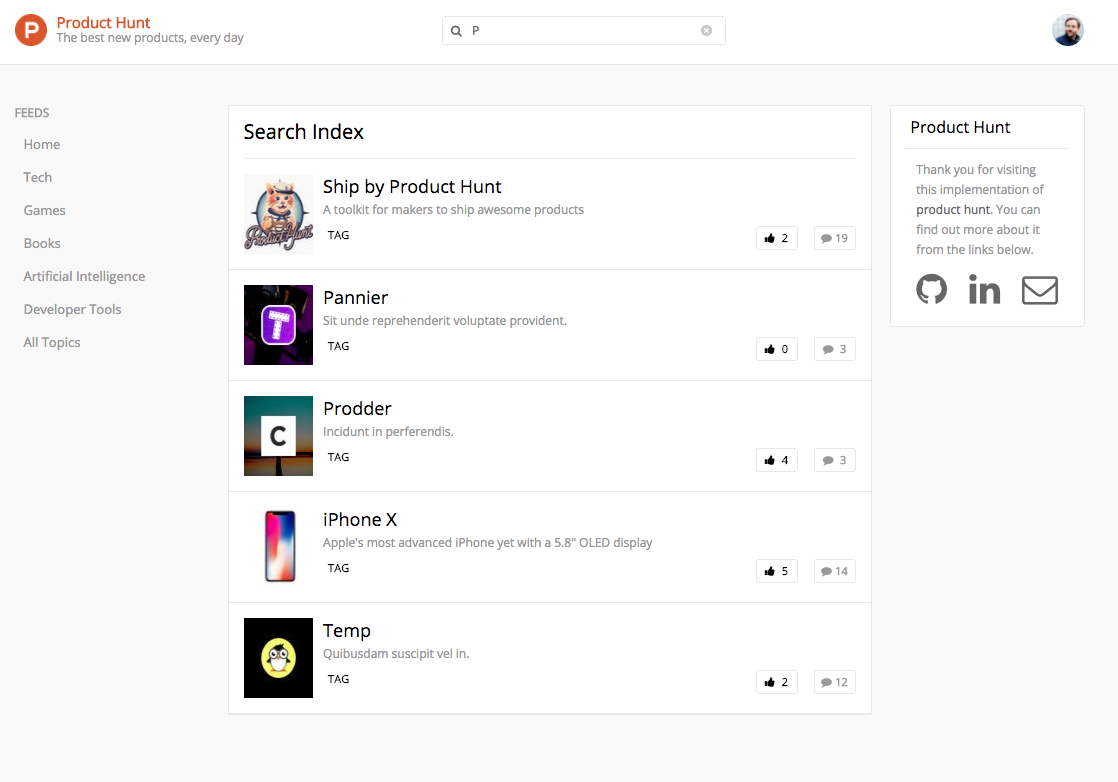 P
Product Hunt
The best new products, every day
P
FEEDS
Home
Tech
Games
Books
Artificial Intelligence
Developer Tools
All Topics
Search Index
Product Hunt
Ship by Product Hunt
A toolkit for makers to ship awesome products
TAG
2
19
T
Pannier
Sit unde reprehenderit voluptate provident.
TAG
0
3
C
Prodder
Incidunt in perferendis.
TAG
4
3
iPhone X
Apple's most advanced iPhone yet with a 5.8" OLED display
TAG
5
14
Temp
Quibusdam suscipit vel in.
TAG
2
12
Product Hunt
Thank you for visiting
this implementation of
product hunt. You can
find out more about it
from the links below.
in